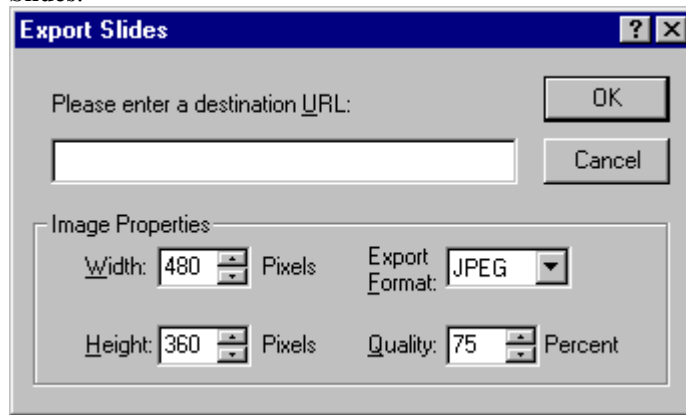 Slides.
Export Slides
Please enter a destination URL:
OK
Cancel
Image Properties
Width: 480 Pixels
Export Format: JPEG
Height: 360 Pixels
Quality: 75 Percent